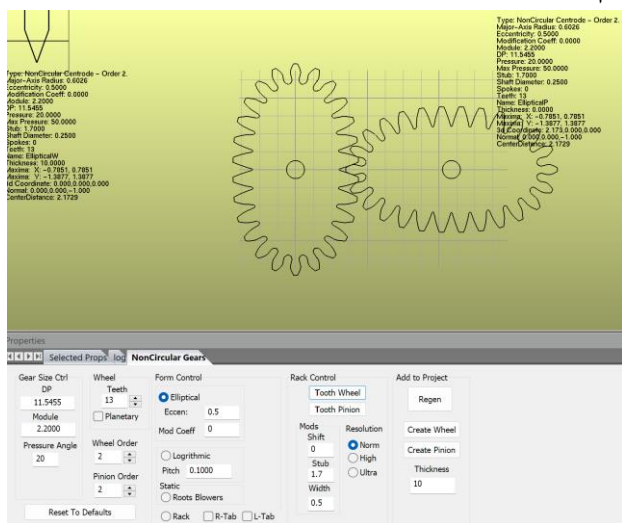 Type: NonCircular Centrode - Order 2.
Major-Axis Radius: 0.6026
Eccentricity: 0.5000
Modification Coeff: 0.0000
Module: 2.2000
DP: 11.5455
Pressure: 20.0000
Max Pressure: 50.0000
Stub: 1.7000
Shaft Diameter: 0.2500
Spokes: 0
Teeth: 13
Name: EllipticalP
Thickness: 0.0000
Maxima: X: -0.7851, 0.7851
Maxima: Y: -1.3877, 1.3877
3d Coordinate: 2.173,0.000,0.000
Normal: 0.000,0.000,-1.000
CenterDistance: 2.1729
Type: NonCircular Centrode - Order 2.
Major-Axis Radius: 0.6026
Eccentricity: 0.5000
Modification Coeff: 0.0000
Module: 2.2000
DP: 11.5455
Pressure: 20.0000
Max Pressure: 50.0000
Stub: 1.7000
Shaft Diameter: 0.2500
Spokes: 0
Teeth: 13
Name: EllipticalW
Thickness: 10.0000
Maxima: X: -0.7851, 0.7851
Maxima: Y: -1.3877, 1.3877
3d Coordinate: 0.000,0.000,0.000
Normal: 0.000,0.000,-1.000
CenterDistance: 2.1729
Properties
Selected Props log NonCircular Gears
Gear Size Ctrl
DP
11.5455
Module
2.2000
Pressure Angle
20
Reset To Defaults
Wheel
Teeth
13
Planetary
Wheel Order
2
Pinion Order
2
Form Control
Elliptical
Eccen: 0.5
Mod Coeff 0
Logrithmic
Pitch 0.1000
Static
Roots Blowers
Rack R-Tab L-Tab
Rack Control
Tooth Wheel
Tooth Pinion
Mods
Shift
0
Stub
1.7
Width
0.5
Resolution
Norm
High
Ultra
Add to Project
Regen
Create Wheel
Create Pinion
Thickness
10